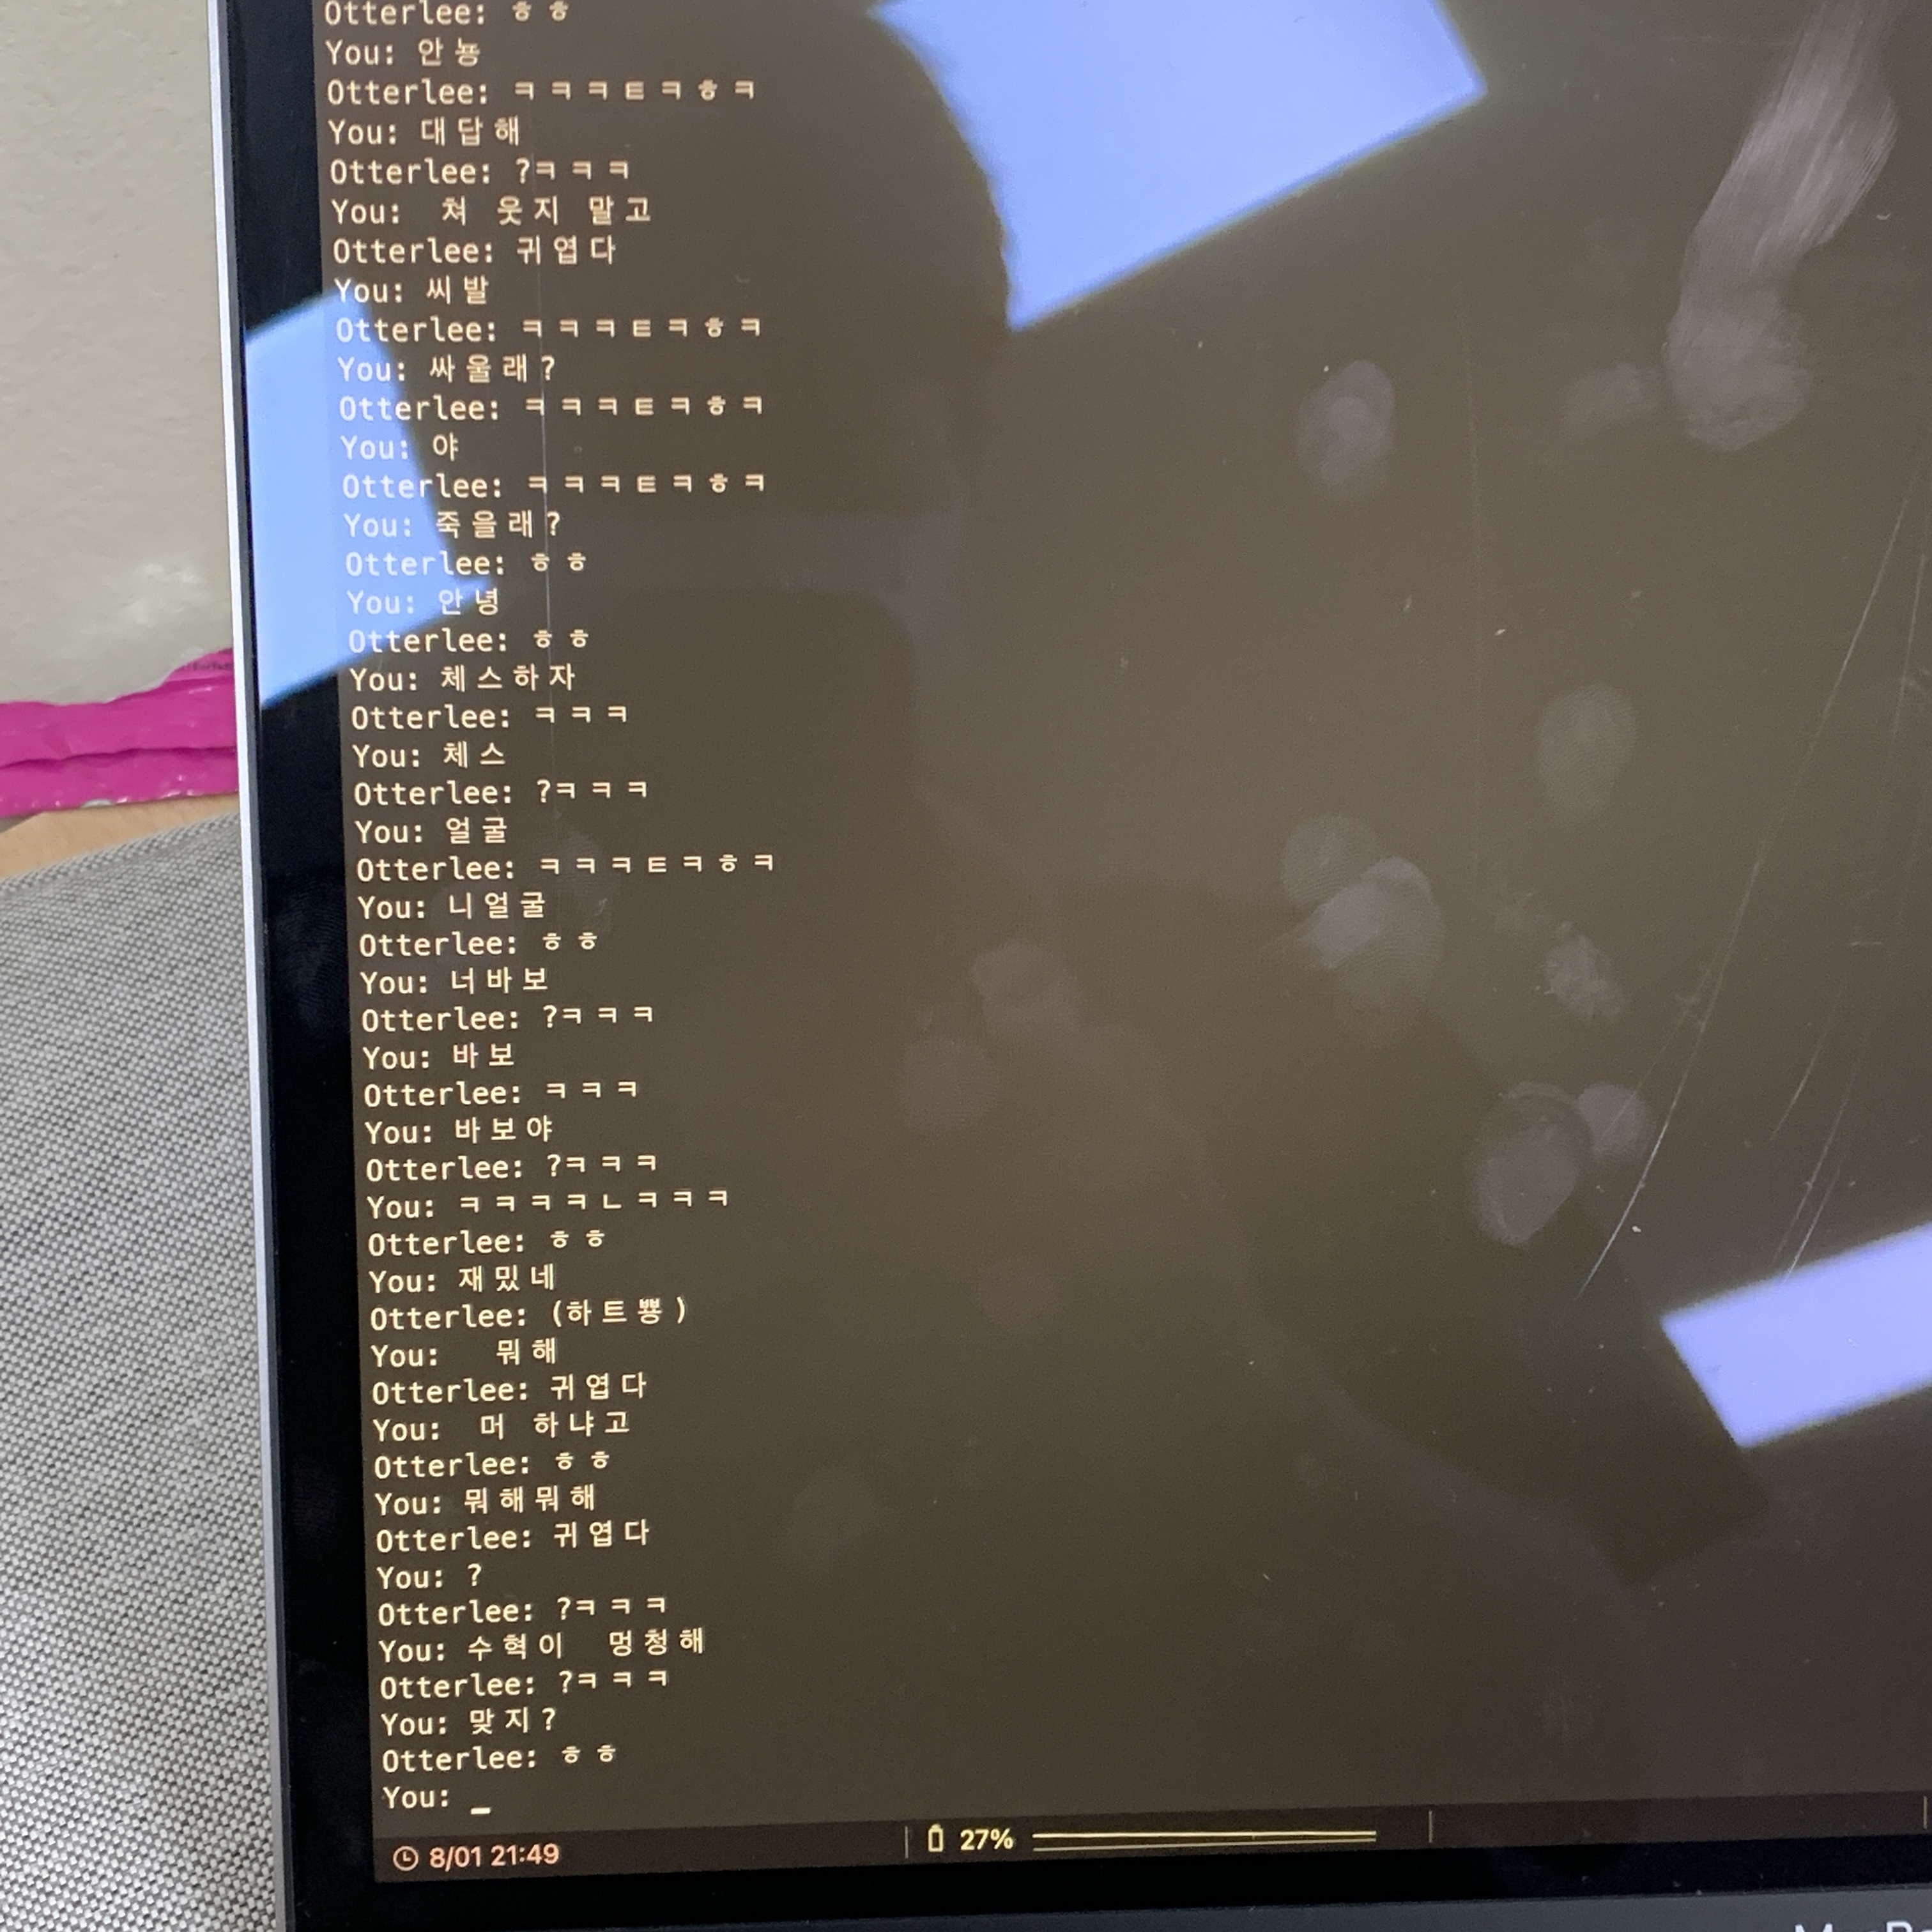 Otterlee: ㅎㅎ
You: 안뇽
Otterlee: ㅋㅋㅋㅌㅋㅎㅋ
You: 대답해
Otterlee: ?ㅋㅋㅋ
You: 쳐 웃지 말고
Otterlee: 귀엽다
You: 씨발
Otterlee: ㅋㅋㅋㅌㅋㅎㅋ
You: 싸울래?
Otterlee: ㅋㅋㅋㅌㅋㅎㅋ
You: 야
Otterlee: ㅋㅋㅋㅌㅋㅎㅋ
You: 죽을래?
Otterlee: ㅎㅎ
You: 안녕
Otterlee: ㅎㅎ
You: 체스하자
Otterlee: ㅋㅋㅋ
You: 체스
Otterlee: ?ㅋㅋㅋ
You: 얼굴
Otterlee: ㅋㅋㅋㅌㅋㅎㅋ
You: 니얼굴
Otterlee: ㅎㅎ
You: 너바보
Otterlee: ?ㅋㅋㅋ
You: 바보
Otterlee: ㅋㅋㅋ
You: 바보야
Otterlee: ?ㅋㅋㅋ
You: ㅋㅋㅋㅋㄴㅋㅋㅋ
Otterlee: ㅎㅎ
You: 재밌네
Otterlee: (하트뿅)
You: 뭐해
Otterlee: 귀엽다
You: 머 하냐고
Otterlee: ㅎㅎ
You: 뭐해뭐해
Otterlee: 귀엽다
You: ?
Otterlee: ?ㅋㅋㅋ
You: 수혁이 멍청해
Otterlee: ?ㅋㅋㅋ
You: 맞지?
Otterlee: ㅎㅎ
You: _
8/01 21:49 27%